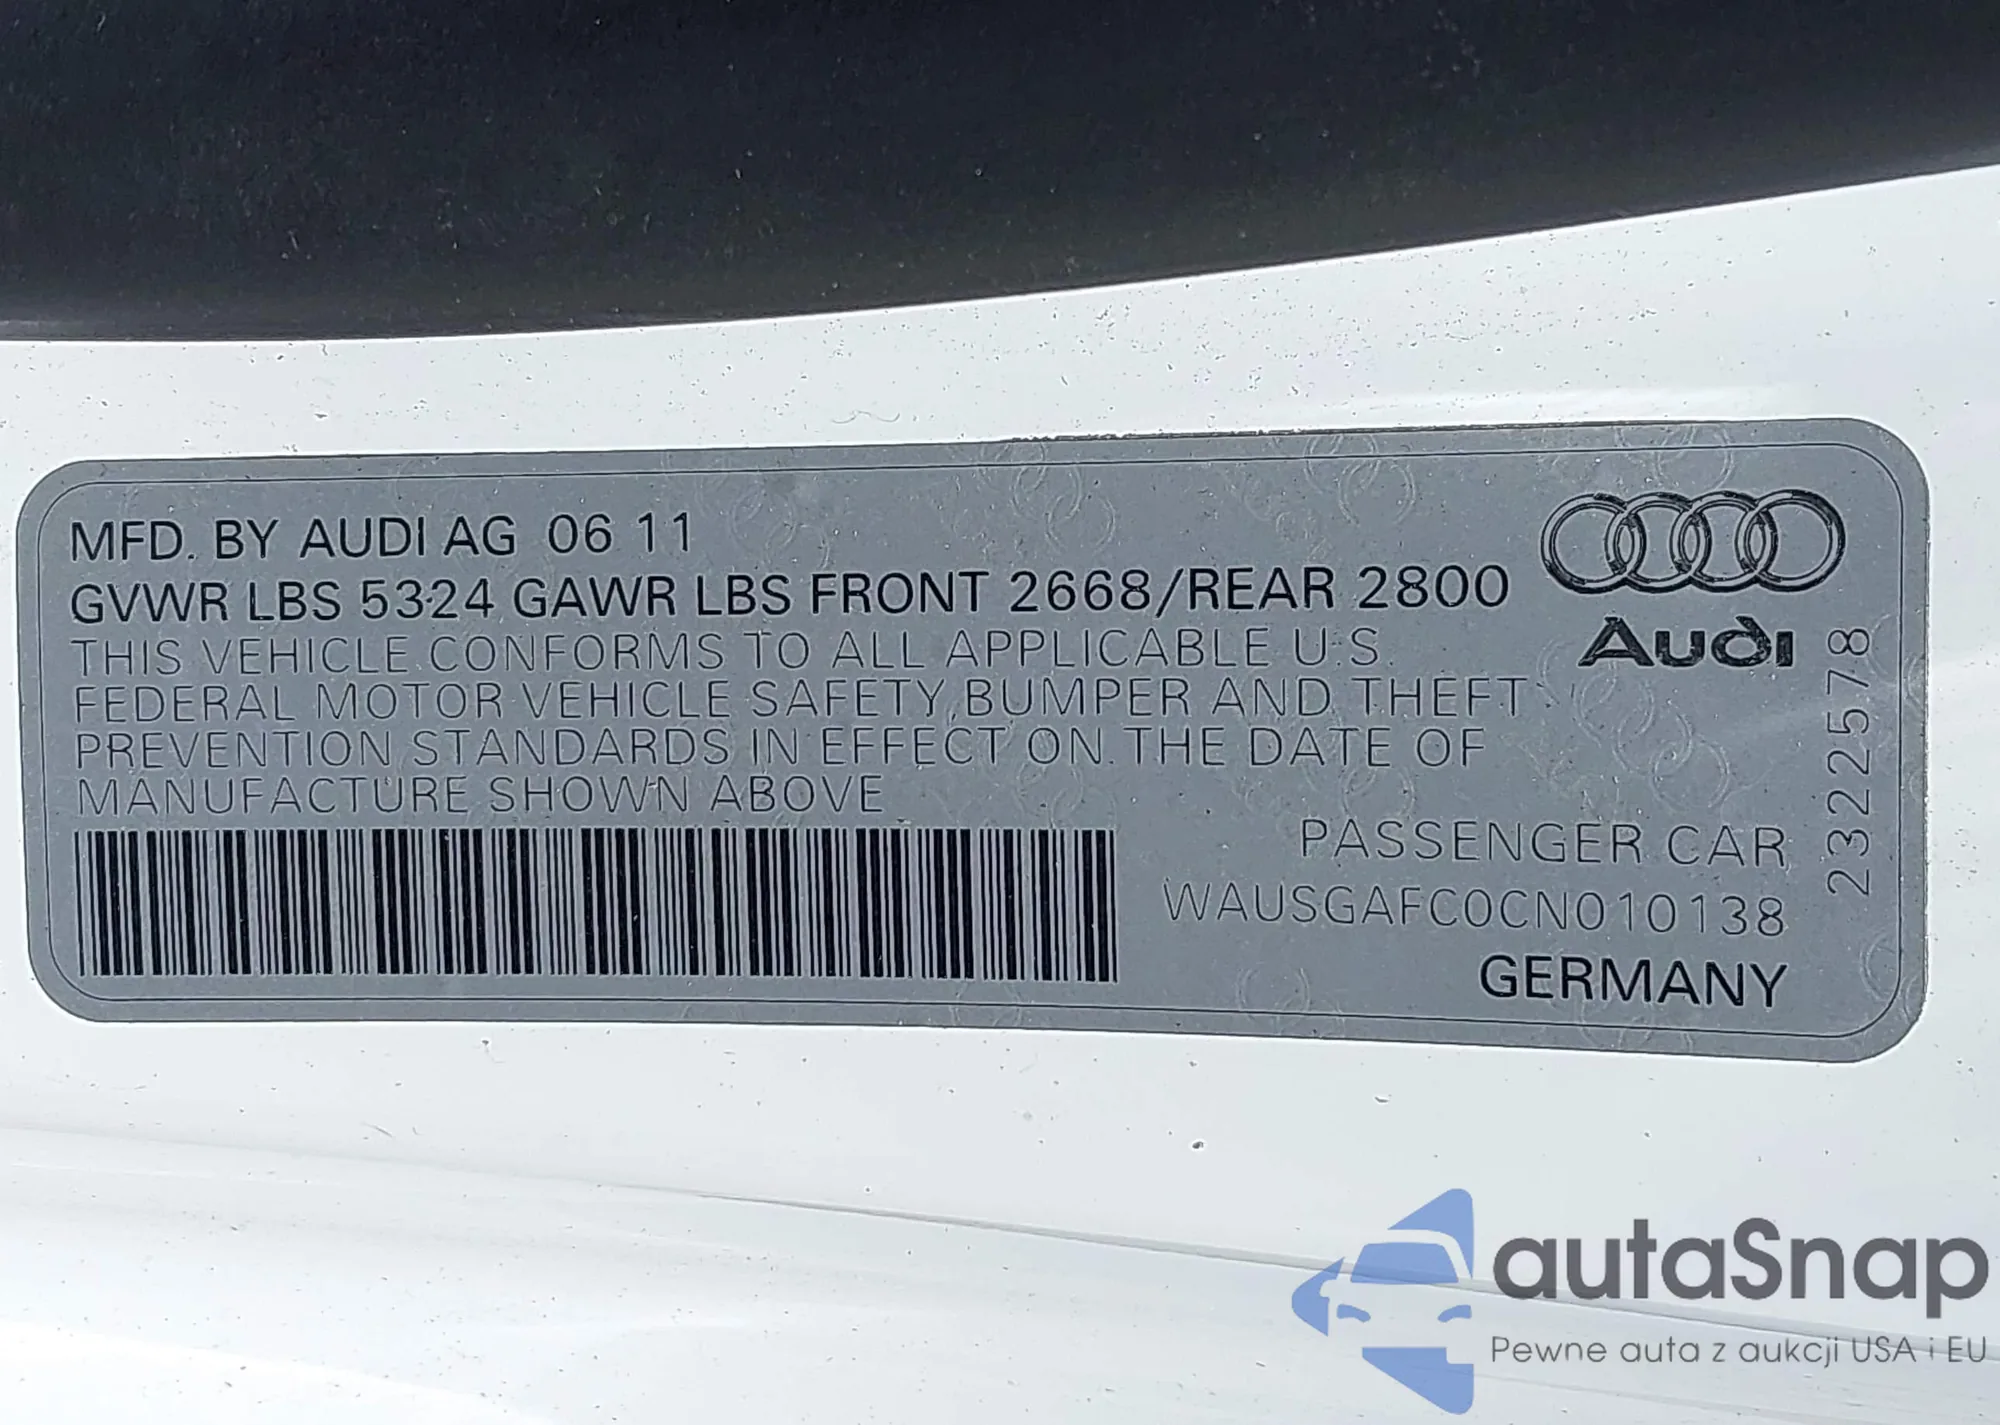 MFD. BY AUDI AG 06 11
GVWR LBS 5324 GAWR LBS FRONT 2668/REAR 2800
THIS VEHICLE CONFORMS TO ALL APPLICABLE U.S.
FEDERAL MOTOR VEHICLE SAFETY, BUMPER AND THEFT
PREVENTION STANDARDS IN EFFECT ON THE DATE OF
MANUFACTURE SHOWN ABOVE
Audi
2322578
PASSENGER CAR
WAUSGAFC0CN010138
GERMANY
autaSnap
Pewne auta z aukcji USA i EU